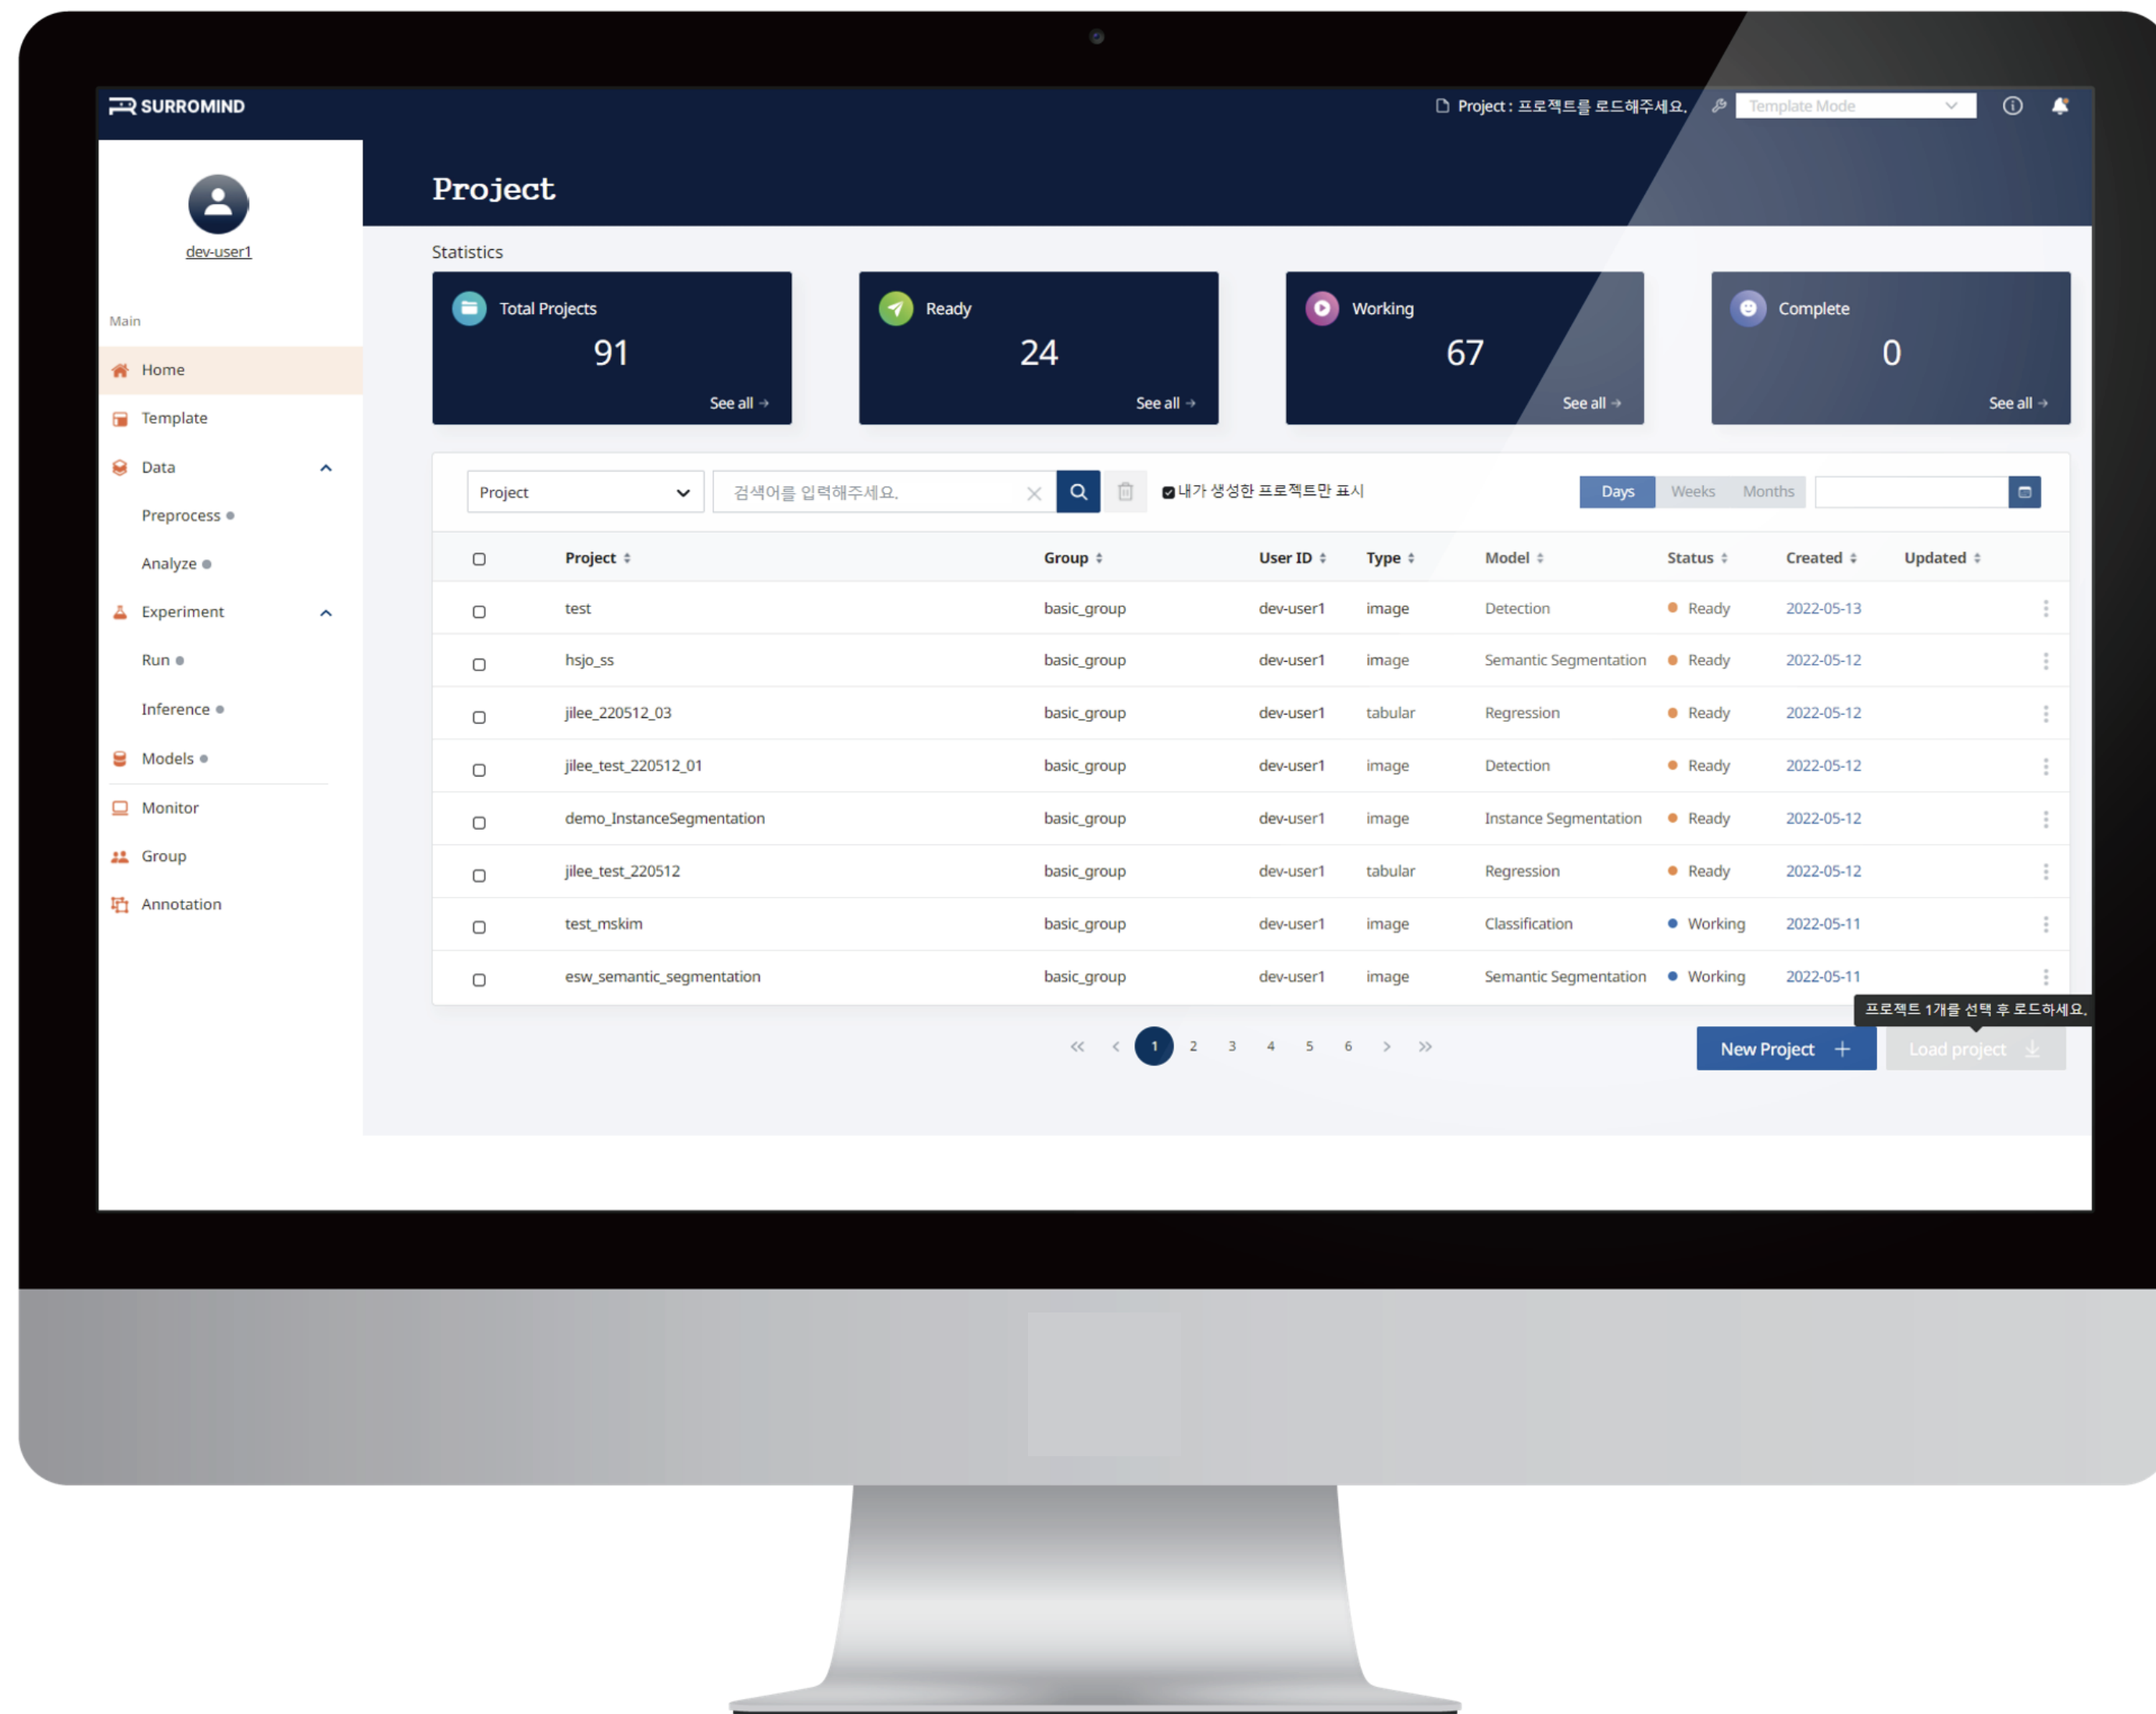 SURROMIND
Project : 프로젝트를 로드해주세요.
Template Mode
dev-user1
Main
Home
Template
Data
Preprocess
Analyze
Experiment
Run
Inference
Models
Monitor
Group
Annotation
Project
Statistics
Total Projects
91
See all →
Ready
24
See all →
Working
67
See all →
Complete
0
See all →
Project 검색어를 입력해주세요. 내가 생성한 프로젝트만 표시 Days Weeks Months
Project Group User ID Type Model Status Created Updated
test basic_group dev-user1 image Detection Ready 2022-05-13
hsjo_ss basic_group dev-user1 image Semantic Segmentation Ready 2022-05-12
jilee_220512_03 basic_group dev-user1 tabular Regression Ready 2022-05-12
jilee_test_220512_01 basic_group dev-user1 image Detection Ready 2022-05-12
demo_InstanceSegmentation basic_group dev-user1 image Instance Segmentation Ready 2022-05-12
jilee_test_220512 basic_group dev-user1 tabular Regression Ready 2022-05-12
test_mskim basic_group dev-user1 image Classification Working 2022-05-11
esw_semantic_segmentation basic_group dev-user1 image Semantic Segmentation Working 2022-05-11
프로젝트 1개를 선택 후 로드하세요.
« < 1 2 3 4 5 6 > »
New Project +
Load project